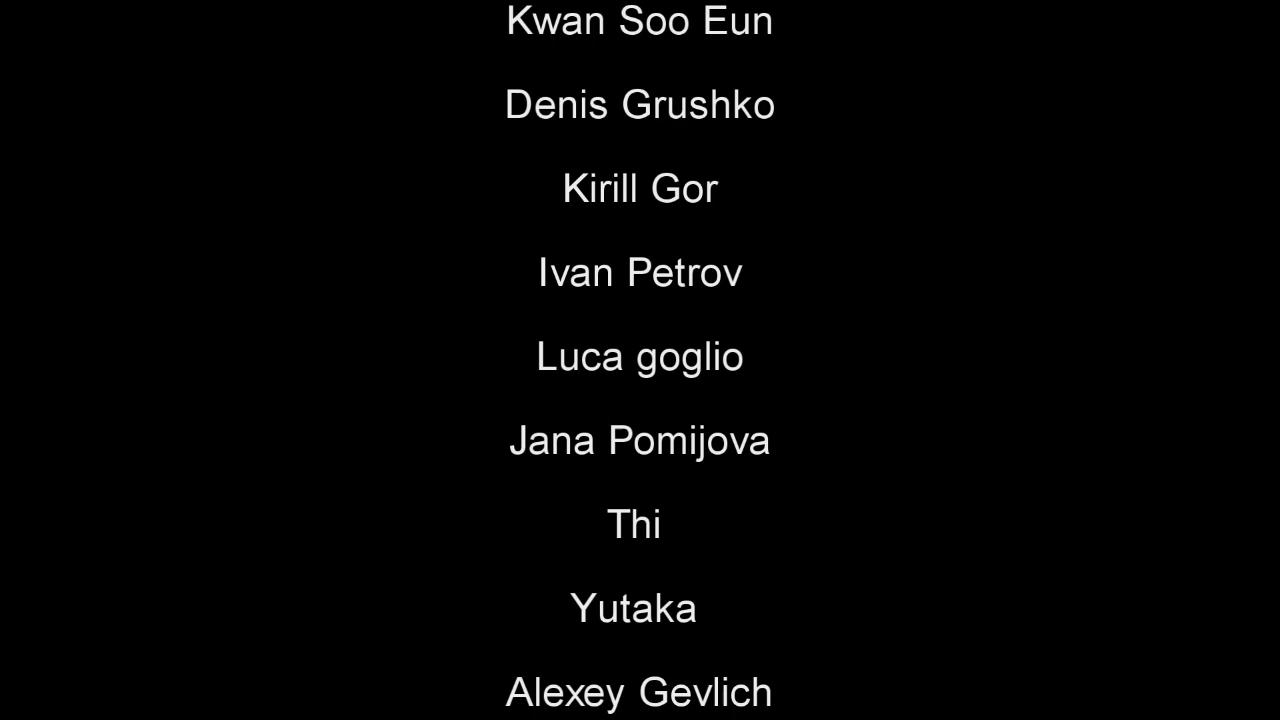 Kwan Soo Eun
Denis Grushko
Kirill Gor
Ivan Petrov
Luca goglio
Jana Pomijova
Thi
Yutaka
Alexey Gevlich